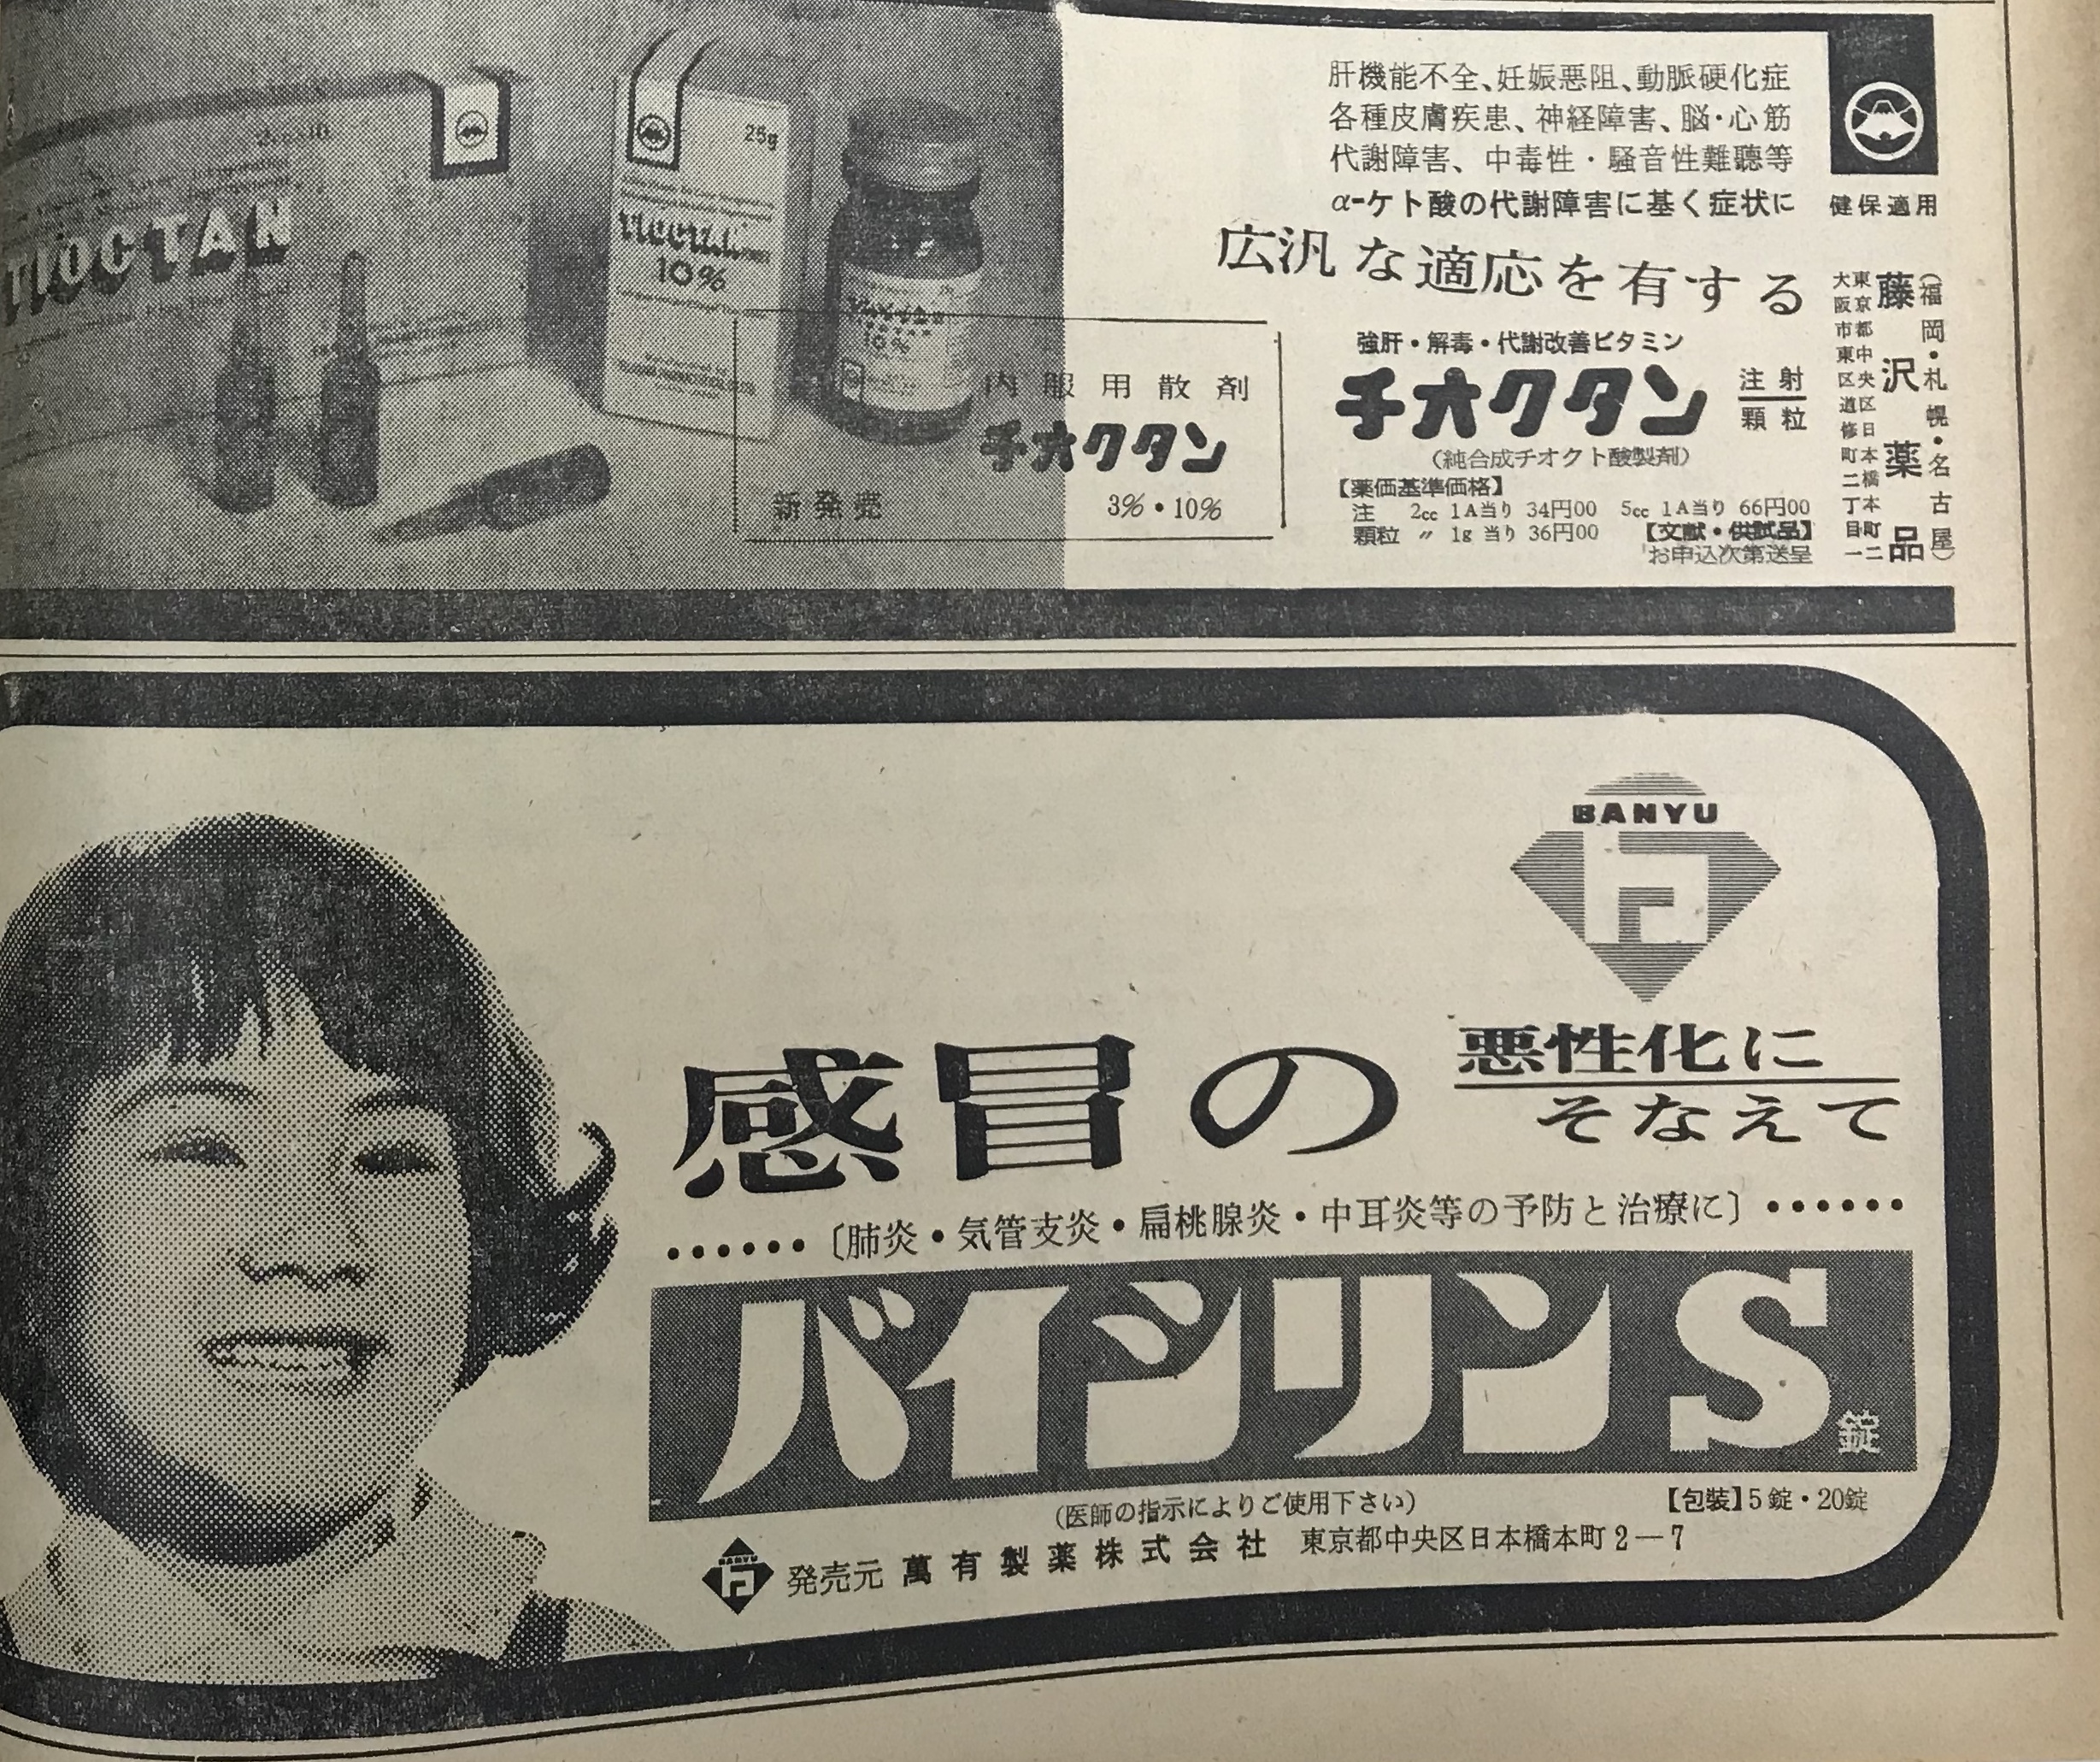 肝機能不全、妊娠悪阻、動脈硬化症
各種皮膚疾患、神経障害、脳・心筋
代謝障害、中毒性・騒音性難聴等
α-ケト酸の代謝障害に基く症状に
広汎な適応を有する
強肝・解毒・代謝改善ビタミン
チオクタン
注射
顆粒
（純合成チオクト酸製剤）
【薬価基準価格】
注 2cc 1A当り 34円00 5cc 1A当り 66円00
顆粒 〃 1g 当り 36円00
【文献・供試品】
お申込次第送呈
健保適用
（福岡・札幌・名古屋）
藤沢薬品
東京都中央区日本橋本町二
大阪市東区道修町二丁目一
TIOCTAN
25g
TIOCTAN
10%
10%
内服用散剤
チオクタン
新発売
3%・10%
BANYU
感冒の
悪性化に
そなえて
……〔肺炎・気管支炎・扁桃腺炎・中耳炎等の予防と治療に〕……
バイシリンS
錠
（医師の指示によりご使用下さい）
【包装】5錠・20錠
BANYU
発売元 萬有製薬株式会社 東京都中央区日本橋本町2―7